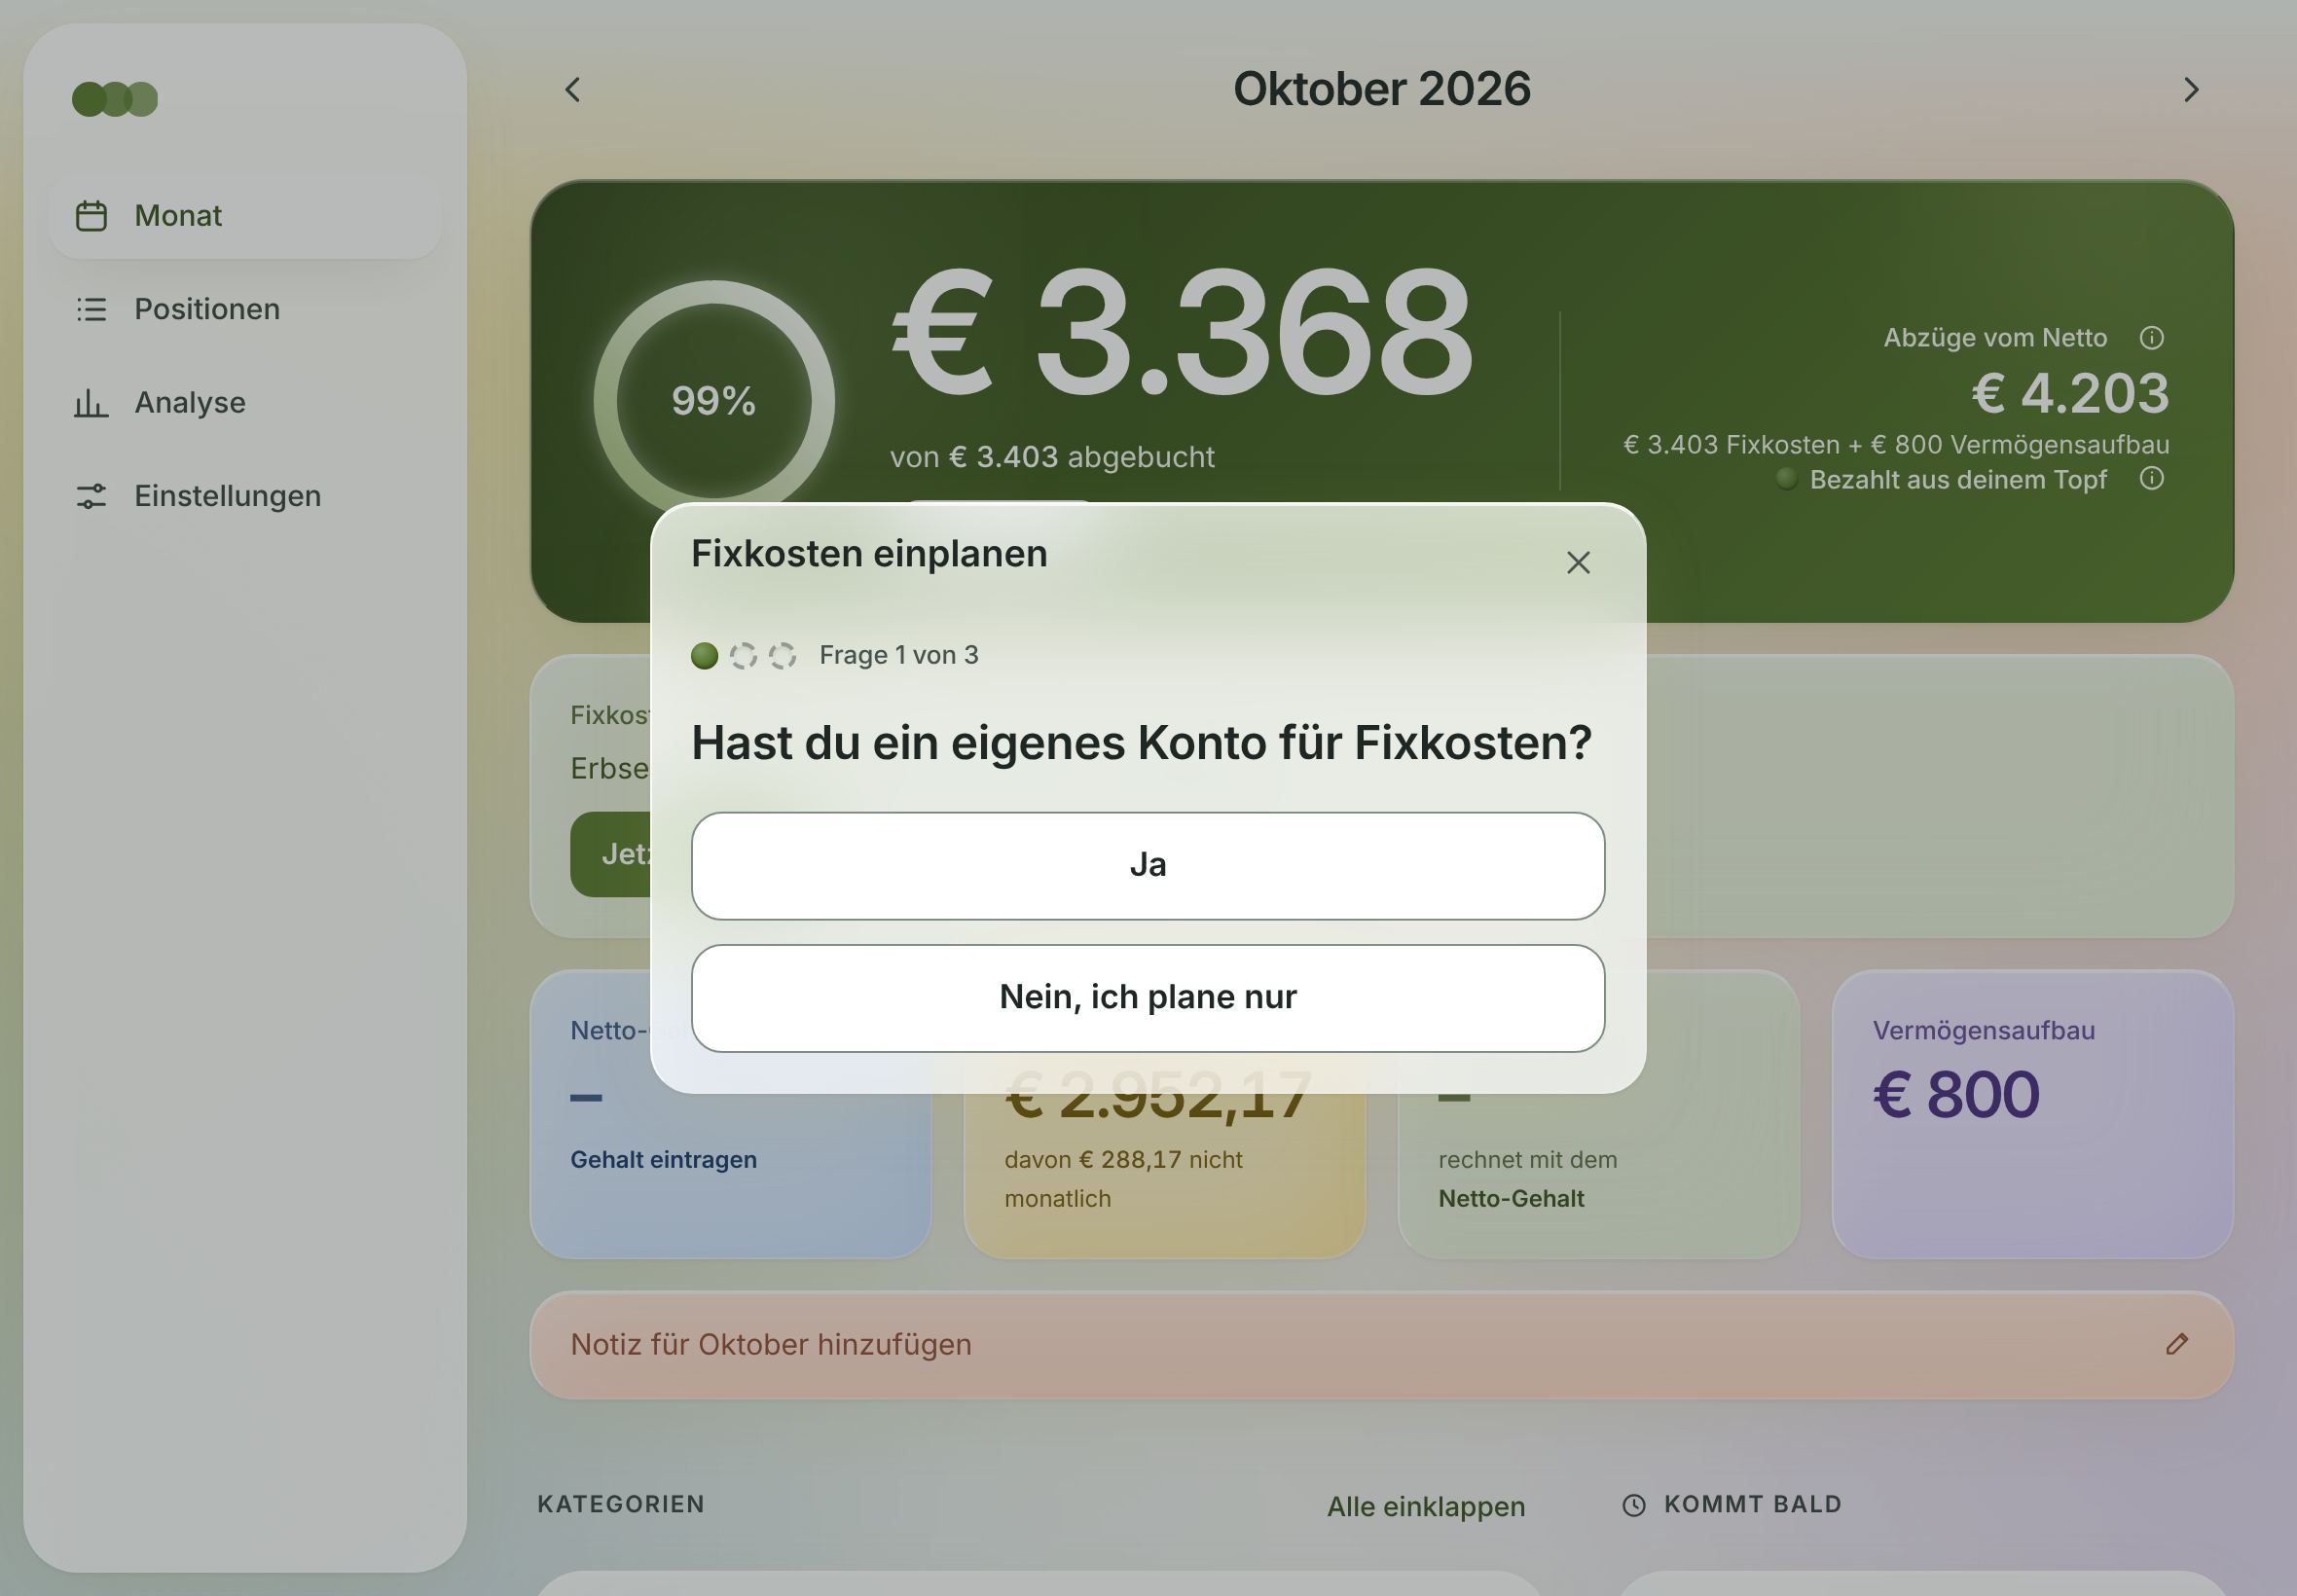 Oktober 2026
Monat
Positionen
Analyse
Einstellungen
99%
€ 3.368
von € 3.403 abgebucht
Abzüge vom Netto
€ 4.203
€ 3.403 Fixkosten + € 800 Vermögensaufbau
Bezahlt aus deinem Topf
Fixkosten einplanen
Frage 1 von 3
Hast du ein eigenes Konto für Fixkosten?
Ja
Nein, ich plane nur
Netto-
Gehalt eintragen
€ 2.952,17
davon € 288,17 nicht
monatlich
–
rechnet mit dem
Netto-Gehalt
Vermögensaufbau
€ 800
Notiz für Oktober hinzufügen
KATEGORIEN
Alle einklappen
KOMMT BALD